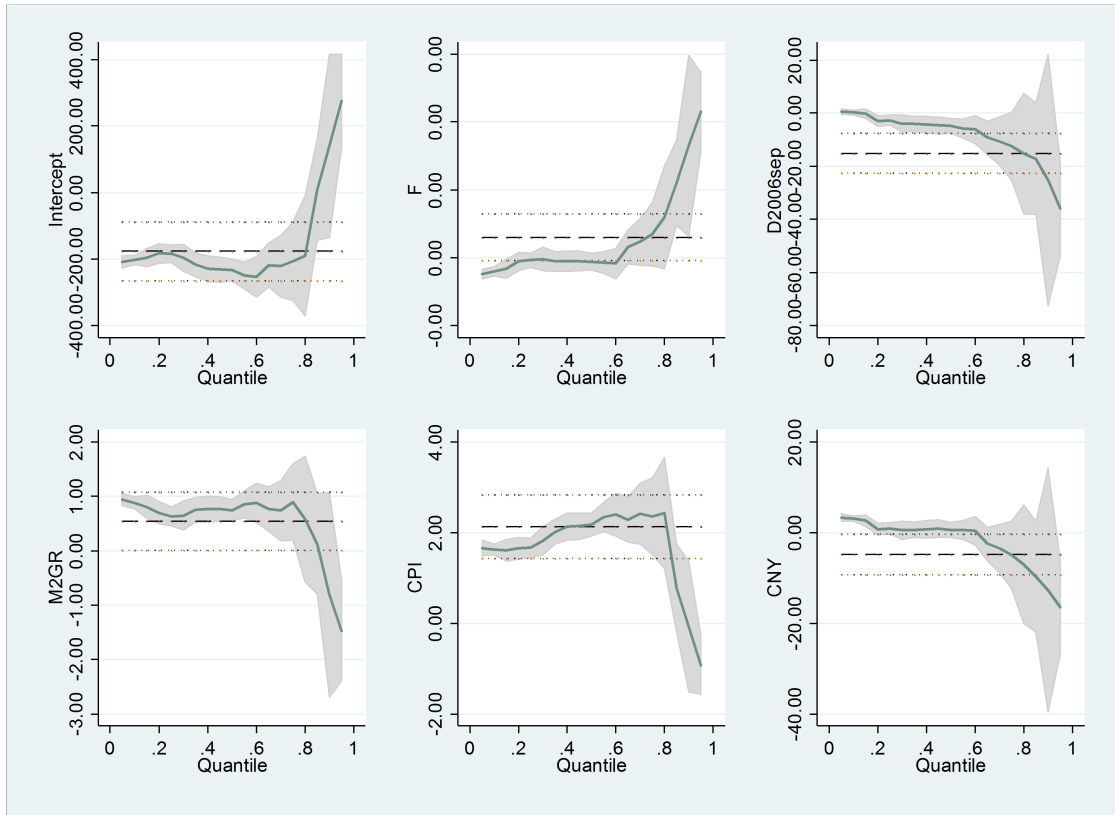 Intercept
400.00
200.00
0.00
-200.00
-400.00
0 .2 .4 .6 .8 1
Quantile
F
0.00
0.00
0.00
0.00
-0.00
0 .2 .4 .6 .8 1
Quantile
D2006sep
20.00
0.00
-20.00
-40.00
-60.00
-80.00
0 .2 .4 .6 .8 1
Quantile
M2GR
2.00
1.00
0.00
-1.00
-2.00
-3.00
0 .2 .4 .6 .8 1
Quantile
CPI
4.00
2.00
0.00
-2.00
0 .2 .4 .6 .8 1
Quantile
CNY
20.00
0.00
-20.00
-40.00
0 .2 .4 .6 .8 1
Quantile